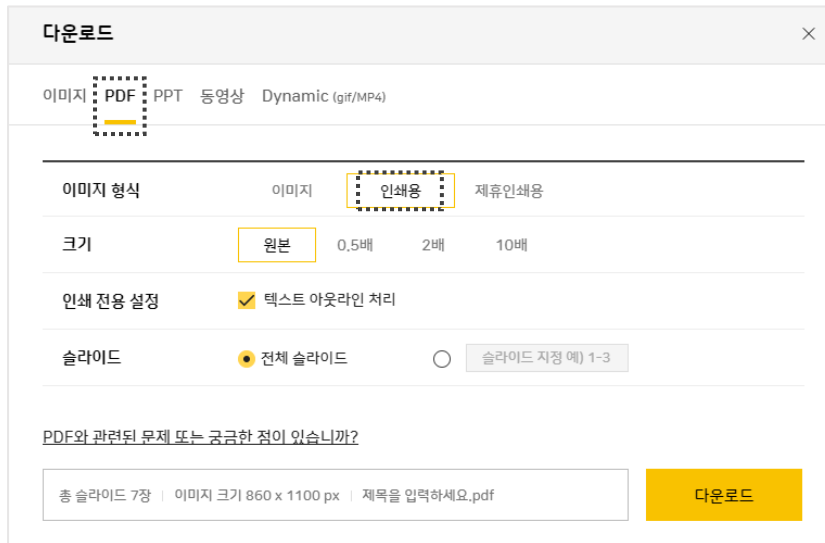 다운로드
이미지 PDF PPT 동영상 Dynamic (gif/MP4)
이미지 형식 이미지 인쇄용 제휴인쇄용
크기 원본 0.5배 2배 10배
인쇄 전용 설정 텍스트 아웃라인 처리
슬라이드 전체 슬라이드 슬라이드 지정 예) 1-3
PDF와 관련된 문제 또는 궁금한 점이 있습니까?
총 슬라이드 7장 | 이미지 크기 860 x 1100 px | 제목을 입력하세요.pdf 다운로드